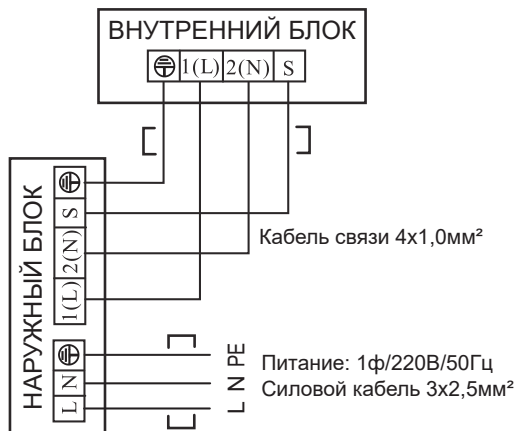 ВНУТРЕННИЙ БЛОК
1(L) 2(N) S
НАРУЖНЫЙ БЛОК
S
2(N)
1(L)
Кабель связи 4х1,0мм²
N
L
PE
N
L
Питание: 1ф/220В/50Гц
Силовой кабель 3х2,5мм²